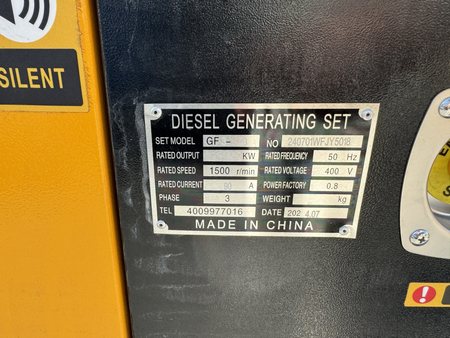 SILENT
DIESEL GENERATING SET
SET MODEL GF - NO 240701WFJY5018
RATED OUTPUT KW RATED FREQUENCY 50 Hz
RATED SPEED 1500 r/min RATED VOLTAGE 400 V
RATED CURRENT A POWER FACTORY 0.8
PHASE 3 WEIGHT kg
TEL 4009977016 DATE 2024.07
MADE IN CHINA